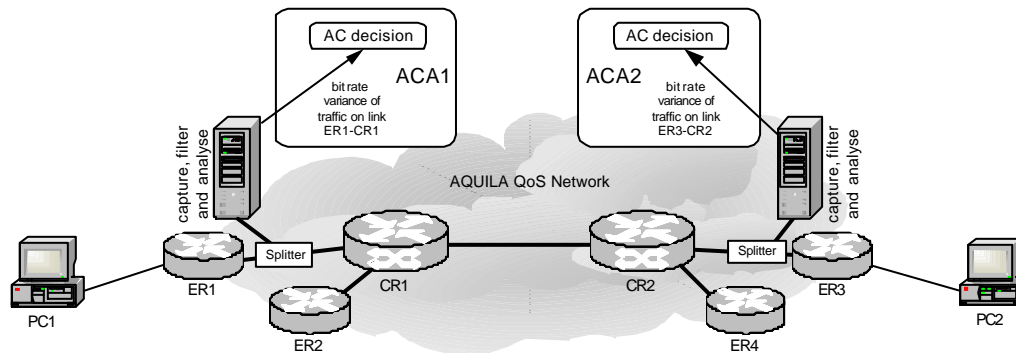 AC decision
ACA1
bit rate
variance of
traffic on link
ER1-CR1
AC decision
ACA2
bit rate
variance of
traffic on link
ER3-CR2
capture, filter
and analyse
capture, filter
and analyse
AQUILA QoS Network
Splitter
Splitter
PC1
ER1
CR1
ER2
CR2
ER3
ER4
PC2